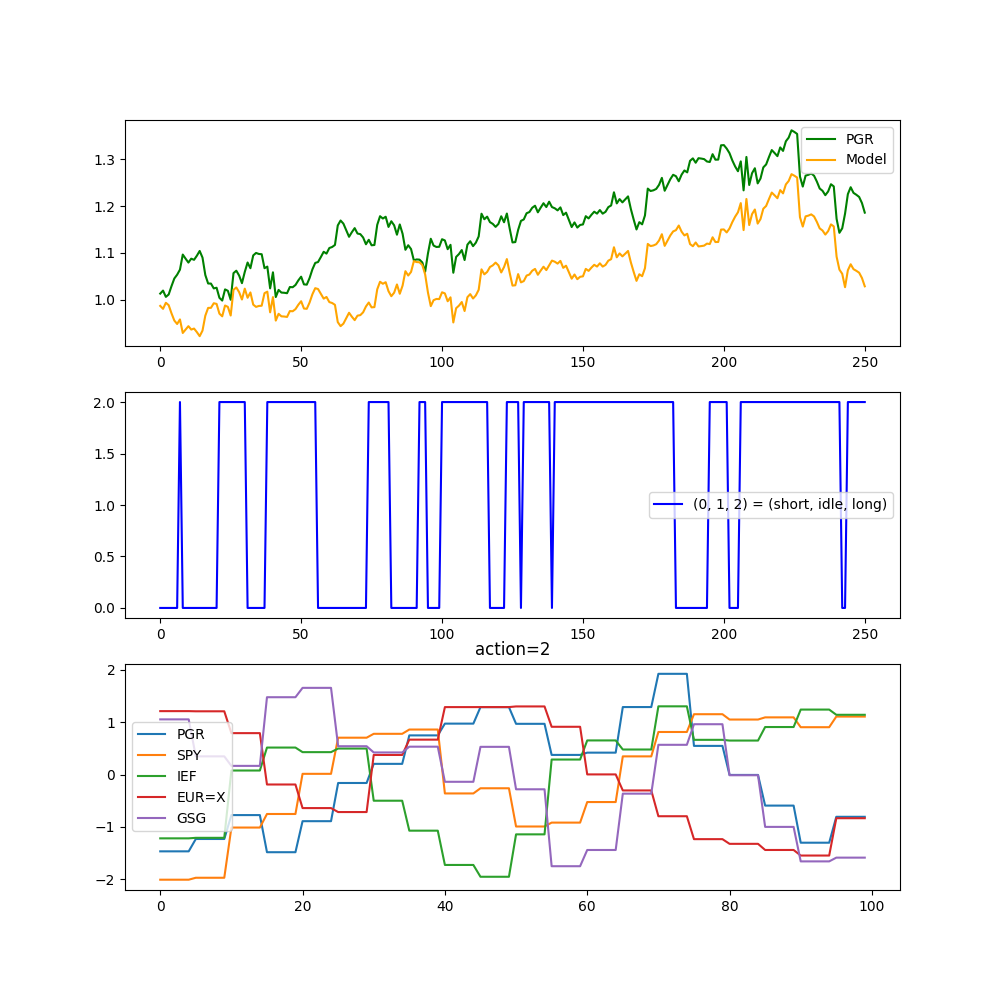 1.3
1.2
1.1
1.0
PGR
Model
0 50 100 150 200 250
2.0
1.5
1.0
0.5
0.0
(0, 1, 2) = (short, idle, long)
0 50 100 150 200 250
action=2
2
1
0
−1
−2
PGR
SPY
IEF
EUR=X
GSG
0 20 40 60 80 100